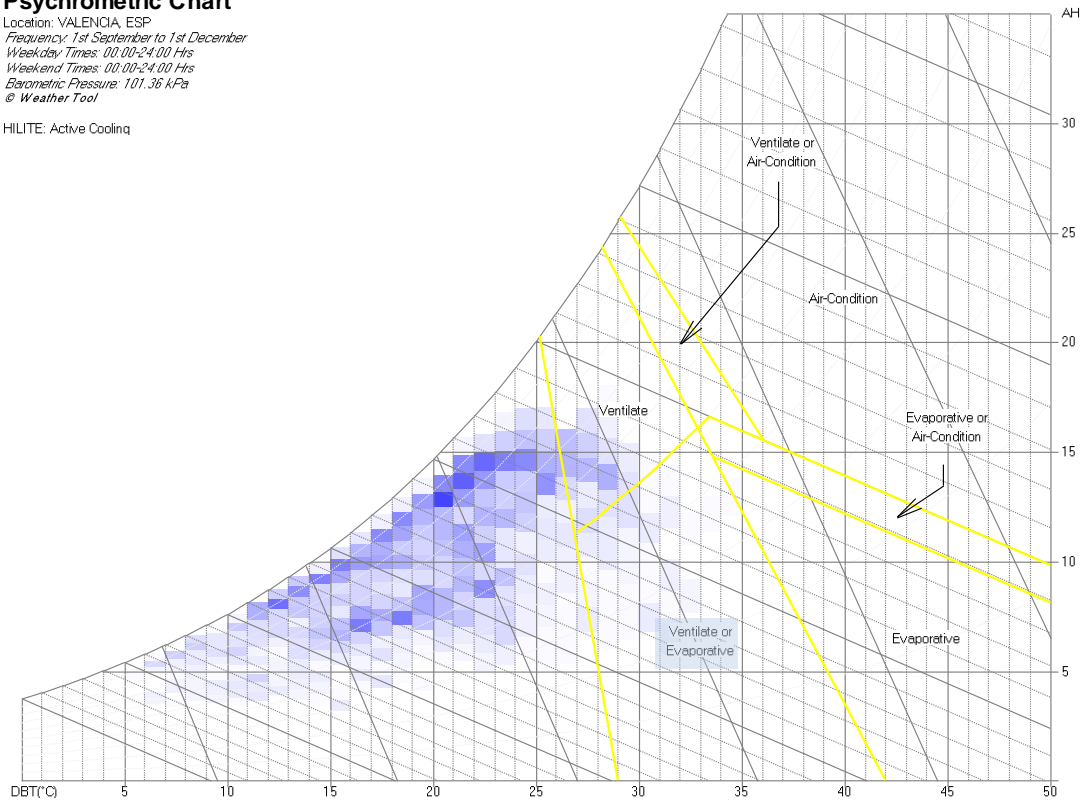 Psychrometric Chart
Location: VALENCIA, ESP
Frequency: 1st September to 1st December
Weekday Times: 00:00-24:00 Hrs
Weekend Times: 00:00-24:00 Hrs
Barometric Pressure: 101.36 kPa
© Weather Tool
HILITE: Active Cooling
AH
30
Ventilate or
Air-Condition
25
Air-Condition
20
Ventilate
Evaporative or
Air-Condition
15
10
Ventilate or
Evaporative
Evaporative
5
DBT(°C) 5 10 15 20 25 30 35 40 45 50